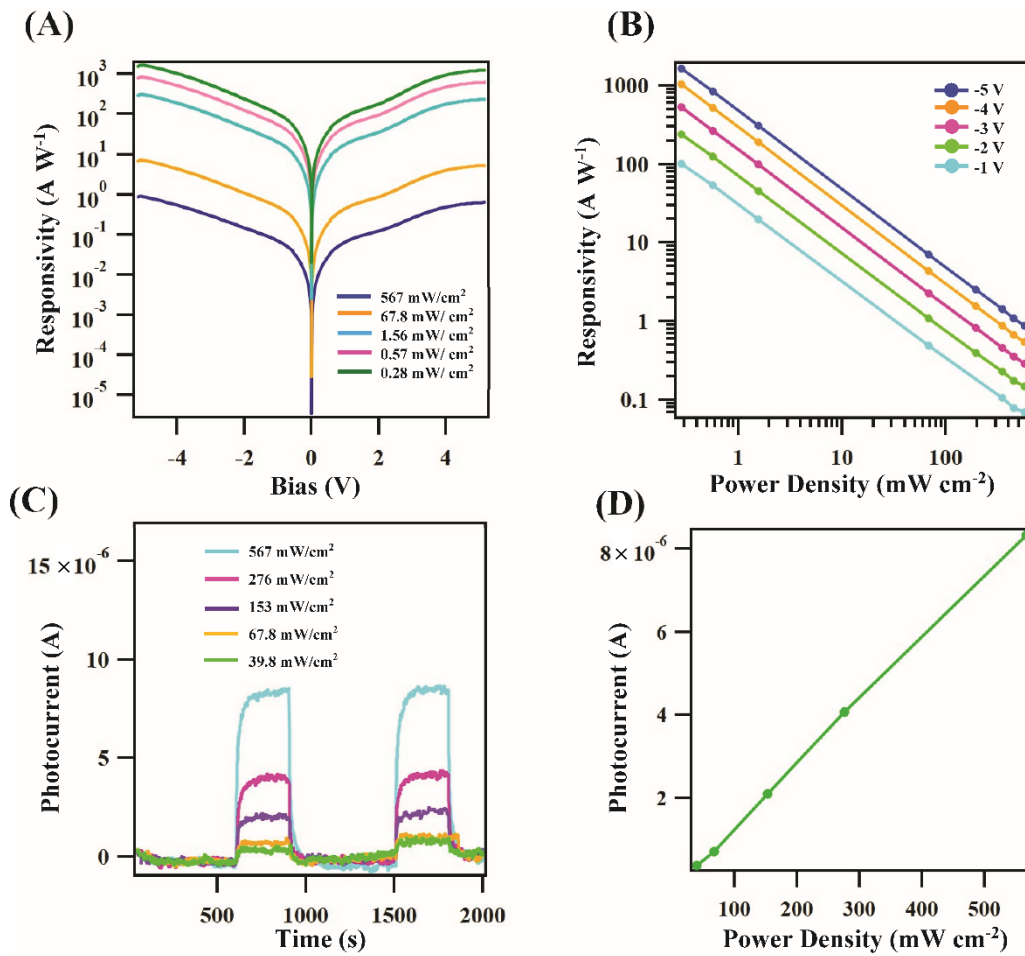 (A)
Responsivity (A W⁻¹)
10³
10²
10¹
10⁰
10⁻¹
10⁻²
10⁻³
10⁻⁴
10⁻⁵
567 mW/cm²
67.8 mW/ cm²
1.56 mW/ cm²
0.57 mW/ cm²
0.28 mW/ cm²
-4 -2 0 2 4
Bias (V)
(B)
Responsivity (A W⁻¹)
1000
100
10
1
0.1
-5 V
-4 V
-3 V
-2 V
-1 V
1 10 100
Power Density (mW cm⁻²)
(C)
Photocurrent (A)
15 ×10⁻⁶
10
5
0
567 mW/cm²
276 mW/cm²
153 mW/cm²
67.8 mW/cm²
39.8 mW/cm²
500 1000 1500 2000
Time (s)
(D)
Photocurrent (A)
8 × 10⁻⁶
6
4
2
100 200 300 400 500
Power Density (mW cm⁻²)